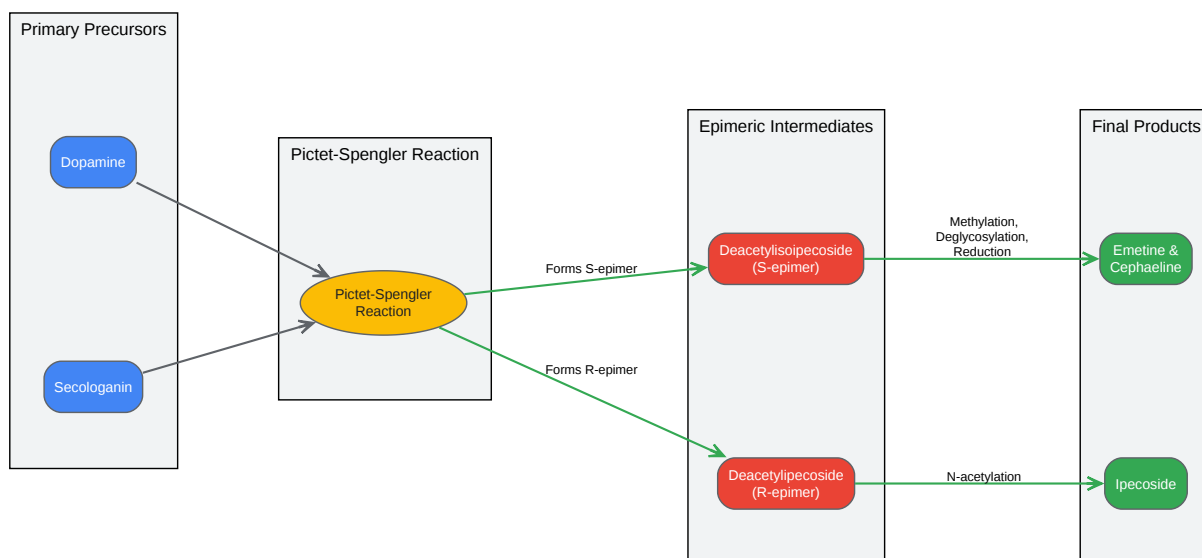 Primary Precursors
Dopamine
Secologanin
Pictet-Spengler Reaction
Pictet-Spengler
Reaction
Forms S-epimer
Forms R-epimer
Epimeric Intermediates
Deacetylisoipecoside
(S-epimer)
Deacetylipecoside
(R-epimer)
Methylation,
Deglycosylation,
Reduction
N-acetylation
Final Products
Emetine &
Cephaeline
Ipecoside